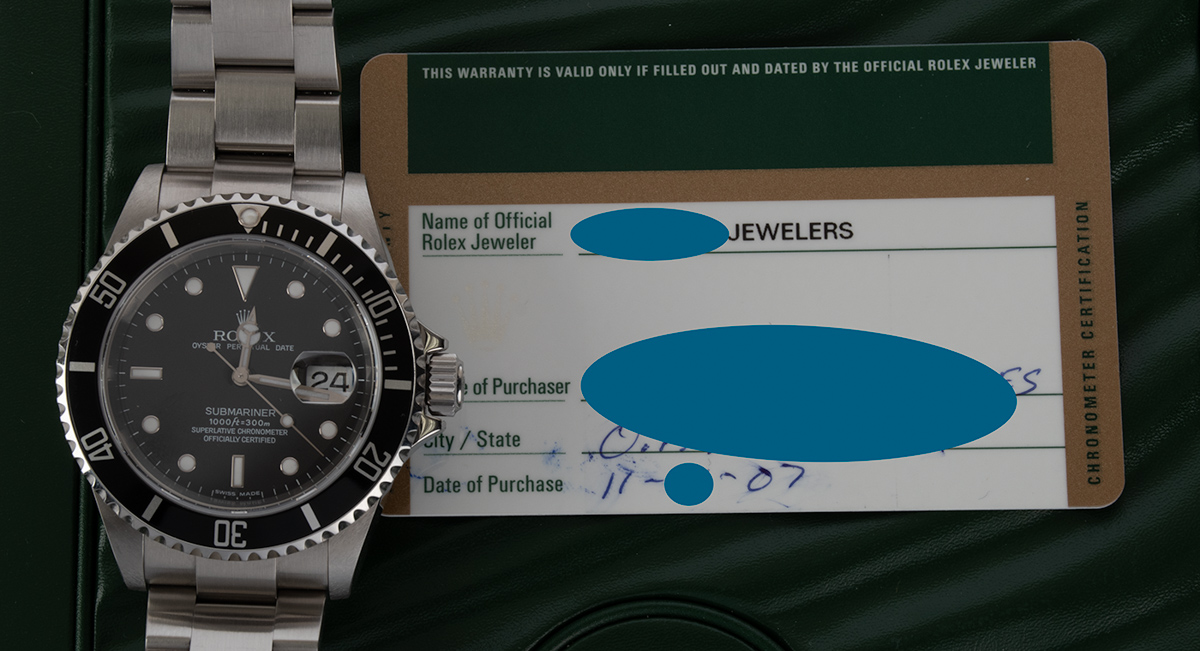 THIS WARRANTY IS VALID ONLY IF FILLED OUT AND DATED BY THE OFFICIAL ROLEX JEWELER
Name of Official
Rolex Jeweler
JEWELERS
of Purchaser
City / State
Date of Purchase
11- -07
CHRONOMETER CERTIFICATION
10
20
30
40
50
ROLEX
OYSTER PERPETUAL DATE
24
SUBMARINER
1000ft=300m
SUPERLATIVE CHRONOMETER
OFFICIALLY CERTIFIED
SWISS MADE